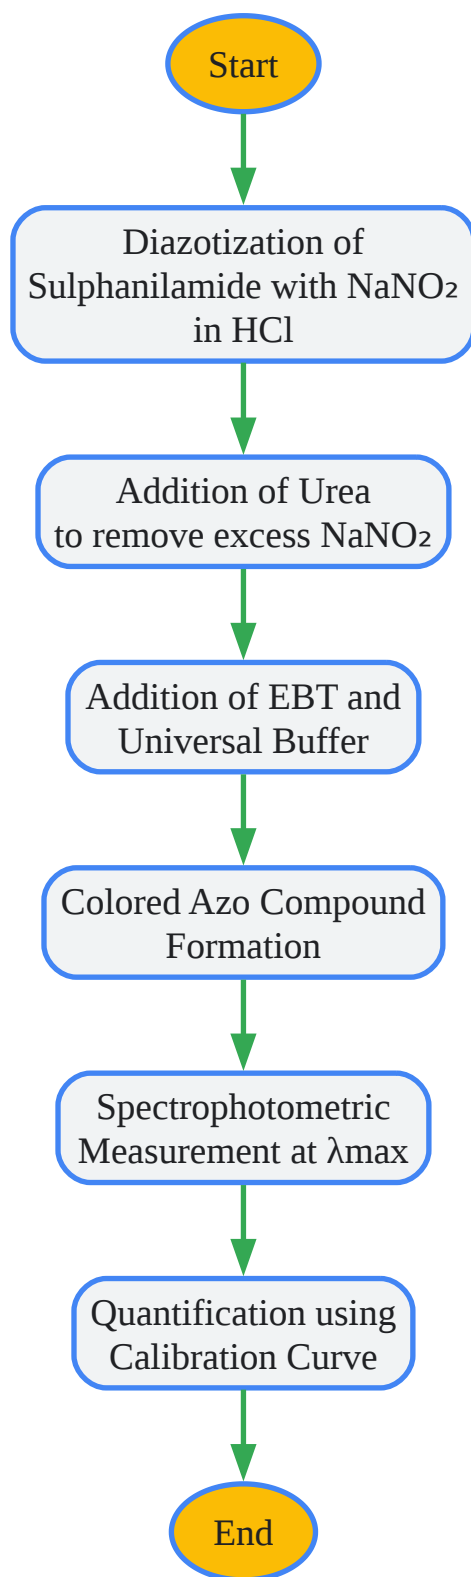 Start
Diazotization of
Sulphanilamide with NaNO₂
in HCl
Addition of Urea
to remove excess NaNO₂
Addition of EBT and
Universal Buffer
Colored Azo Compound
Formation
Spectrophotometric
Measurement at λmax
Quantification using
Calibration Curve
End